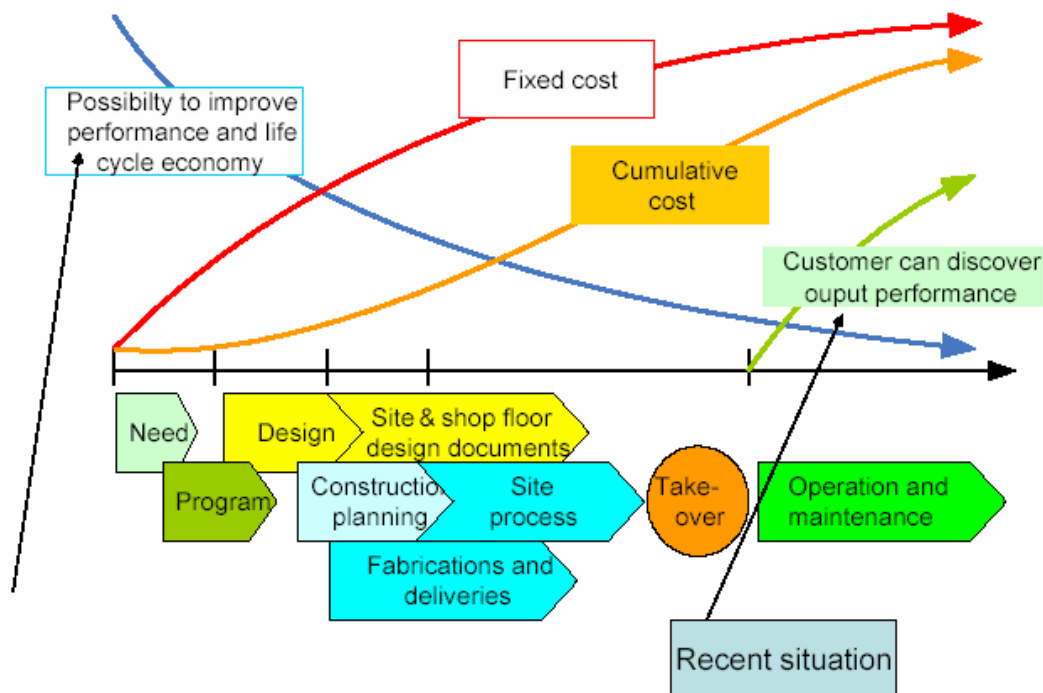 Fixed cost
Possibilty to improve
performance and life
cycle economy
Cumulative
cost
Customer can discover
ouput performance
Need
Design
Site & shop floor
design documents
Program
Construction
planning
Site
process
Take-
over
Operation and
maintenance
Fabrications and
deliveries
Recent situation